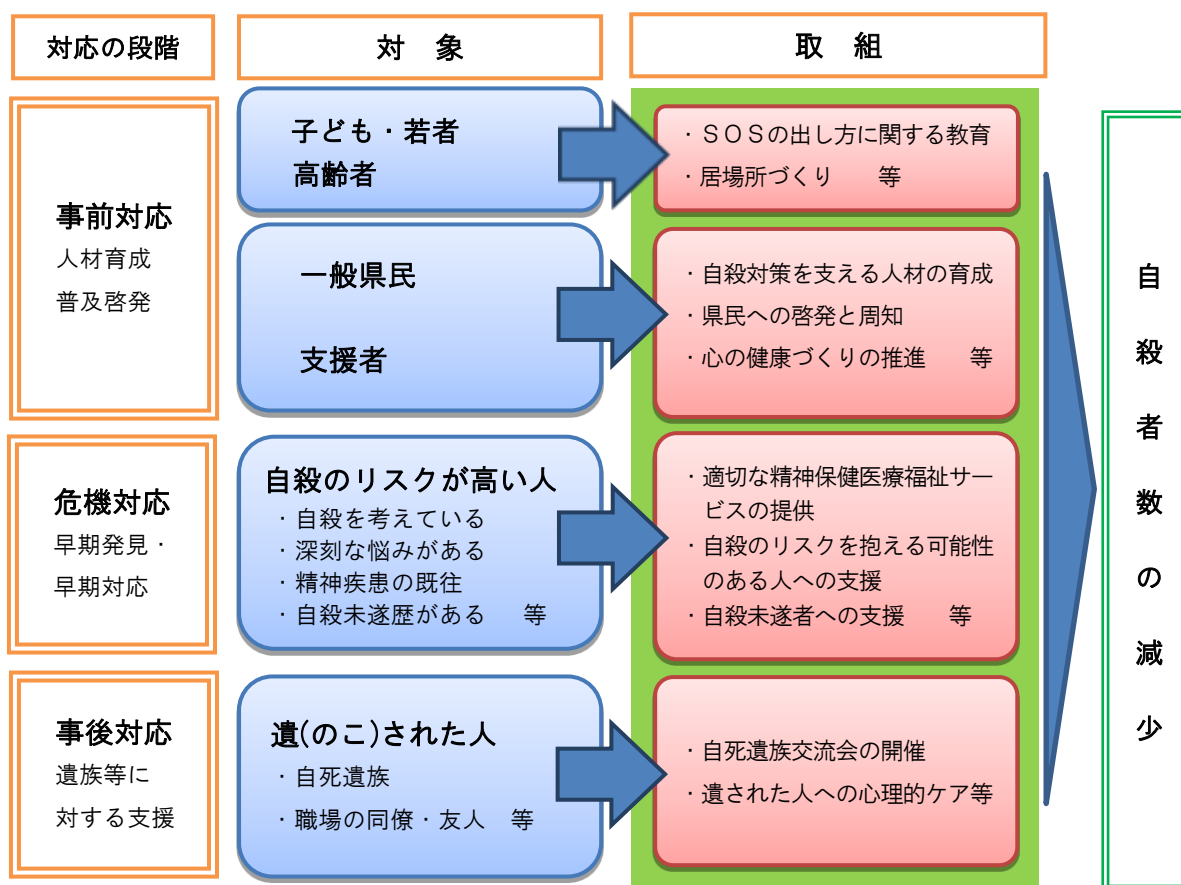 対応の段階
対 象
取 組
事前対応
人材育成
普及啓発
子ども・若者
高齢者
・ＳＯＳの出し方に関する教育
・居場所づくり 等
一般県民
支援者
・自殺対策を支える人材の育成
・県民への啓発と周知
・心の健康づくりの推進 等
危機対応
早期発見・
早期対応
自殺のリスクが高い人
・自殺を考えている
・深刻な悩みがある
・精神疾患の既往
・自殺未遂歴がある 等
・適切な精神保健医療福祉サー
ビスの提供
・自殺のリスクを抱える可能性
のある人への支援
・自殺未遂者への支援 等
事後対応
遺族等に
対する支援
遺(のこ)された人
・自死遺族
・職場の同僚・友人 等
・自死遺族交流会の開催
・遺された人への心理的ケア等
自殺者数の減少